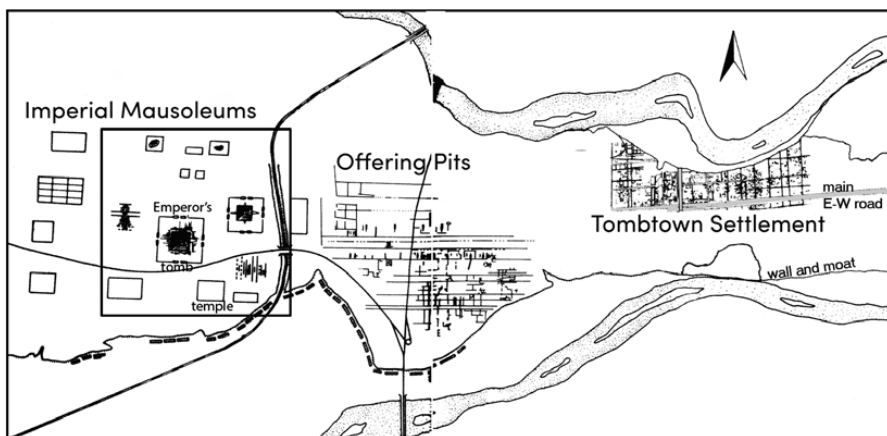 Imperial Mausoleums
Offering Pits
Emperor's
tomb
temple
main
E-W road
Tombtown Settlement
wall and moat